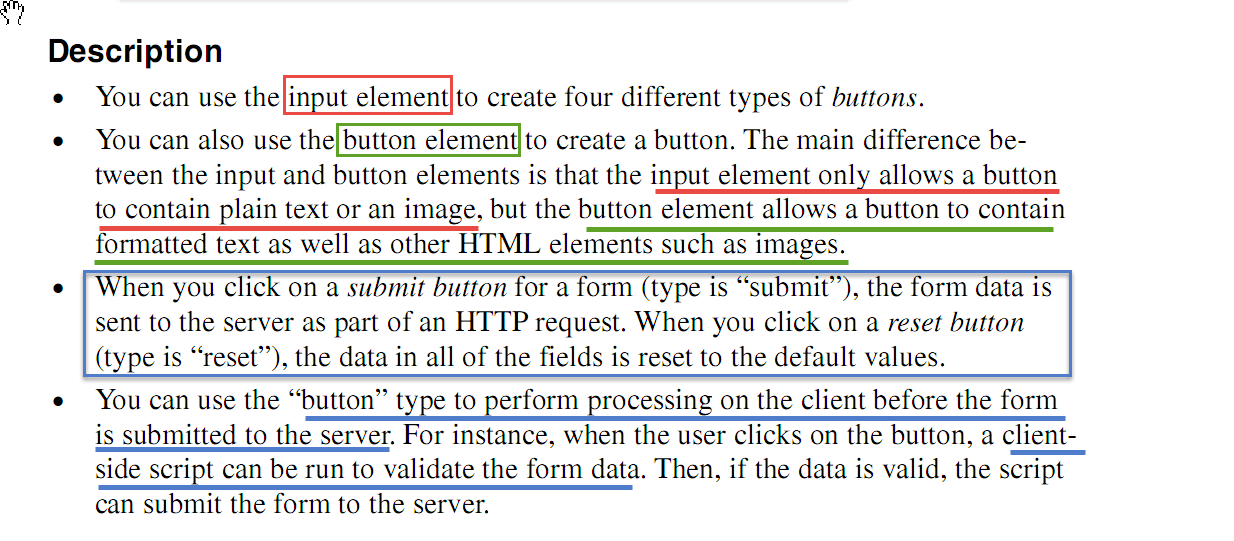 Description
• You can use the input element to create four different types of buttons.
• You can also use the button element to create a button. The main difference be-
tween the input and button elements is that the input element only allows a button
to contain plain text or an image, but the button element allows a button to contain
formatted text as well as other HTML elements such as images.
• When you click on a submit button for a form (type is “submit”), the form data is
sent to the server as part of an HTTP request. When you click on a reset button
(type is “reset”), the data in all of the fields is reset to the default values.
• You can use the “button” type to perform processing on the client before the form
is submitted to the server. For instance, when the user clicks on the button, a client-
side script can be run to validate the form data. Then, if the data is valid, the script
can submit the form to the server.